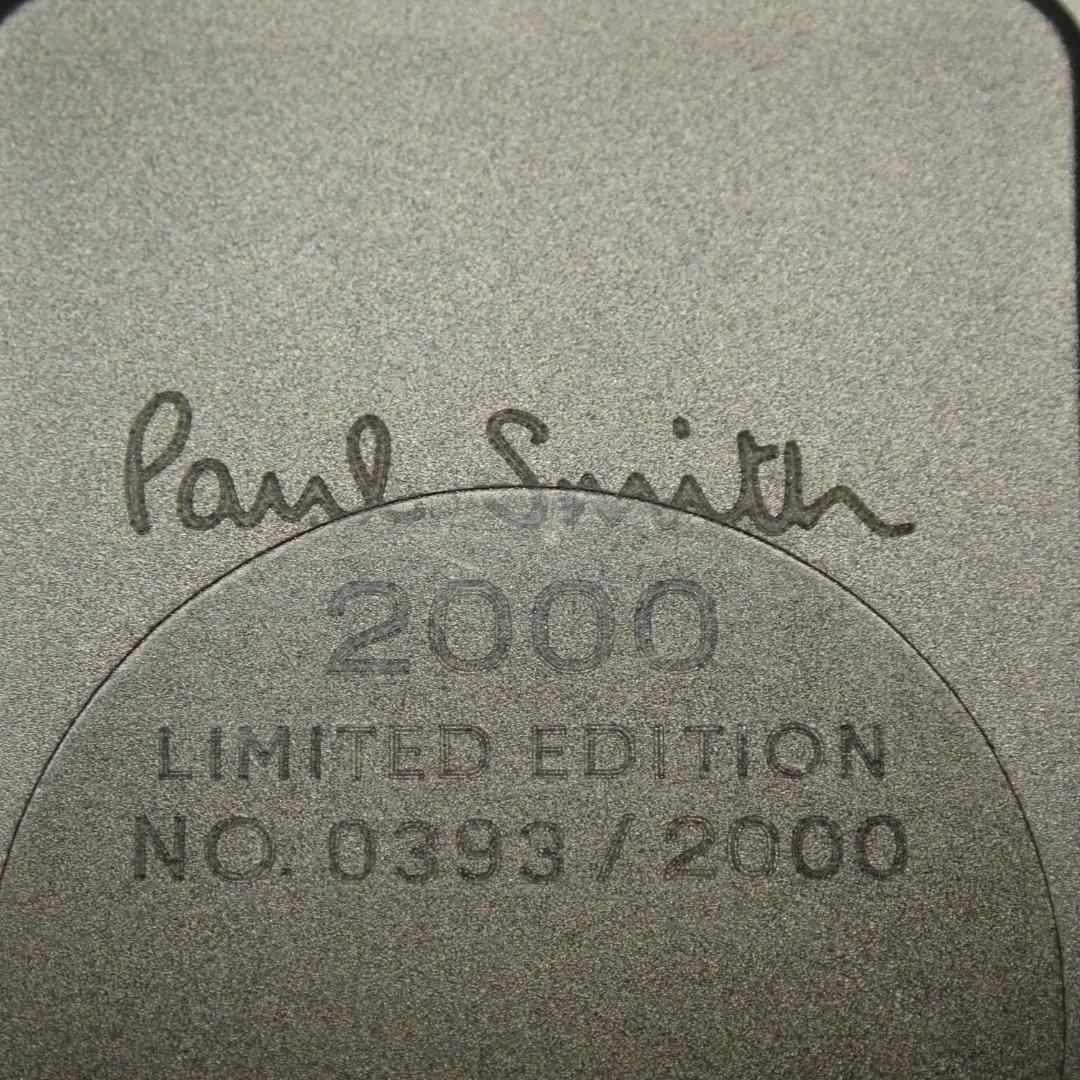 Paul Smith
2000
LIMITED EDITION
NO. 0393 / 2000